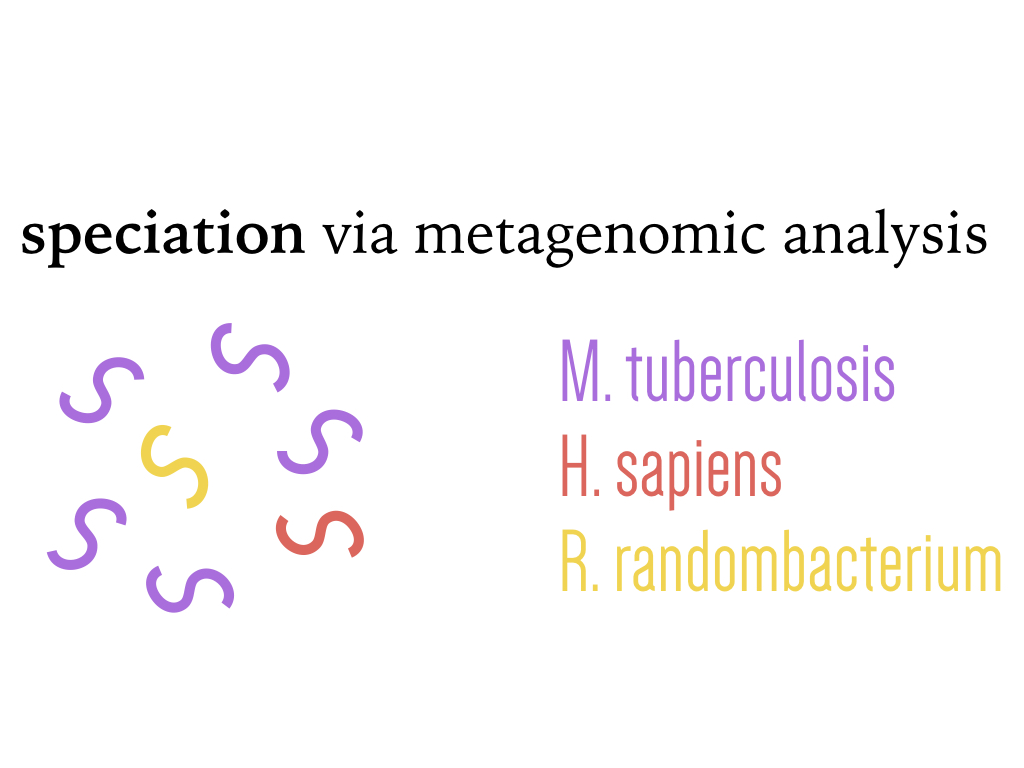 speciation via metagenomic analysis
M. tuberculosis
H. sapiens
R. randombacterium